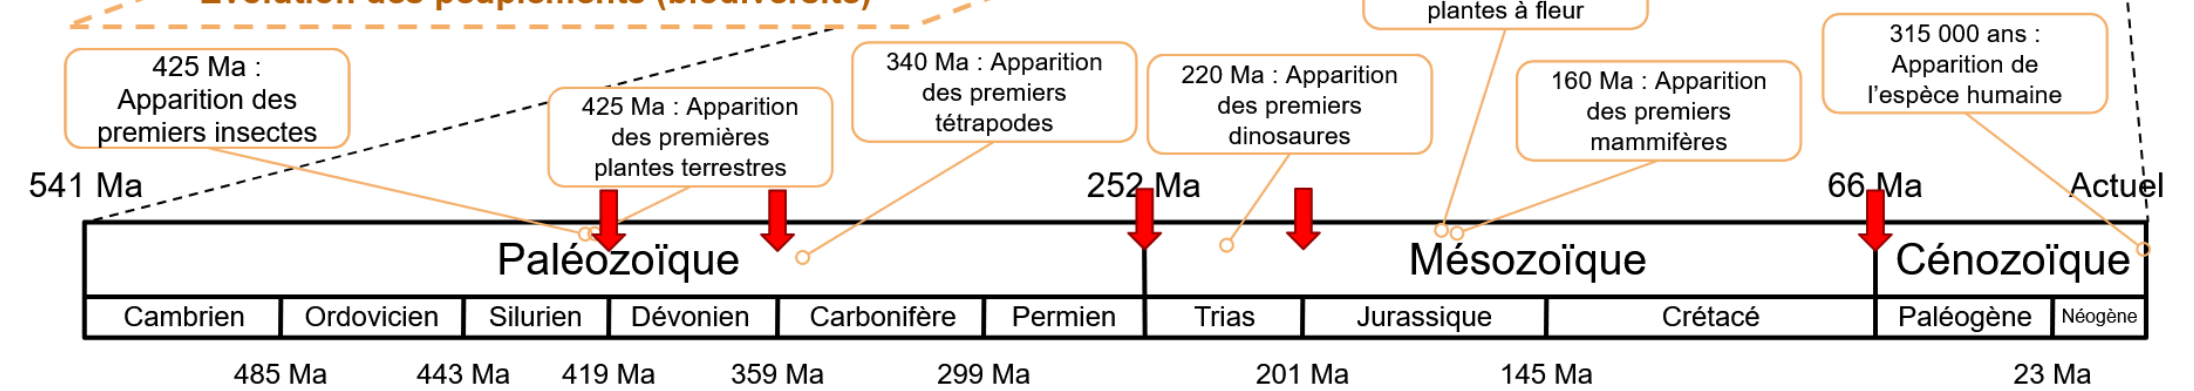 Évolution des peuplements (biodiversité)
plantes à fleur
425 Ma :
Apparition des
premiers insectes
425 Ma : Apparition
des premières
plantes terrestres
340 Ma : Apparition
des premiers
tétrapodes
220 Ma : Apparition
des premiers
dinosaures
160 Ma : Apparition
des premiers
mammifères
315 000 ans :
Apparition de
l’espèce humaine
541 Ma
252 Ma
66 Ma
Actuel
Paléozoïque
Mésozoïque
Cénozoïque
Cambrien
Ordovicien
Silurien
Dévonien
Carbonifère
Permien
Trias
Jurassique
Crétacé
Paléogène
Néogène
485 Ma
443 Ma
419 Ma
359 Ma
299 Ma
201 Ma
145 Ma
23 Ma